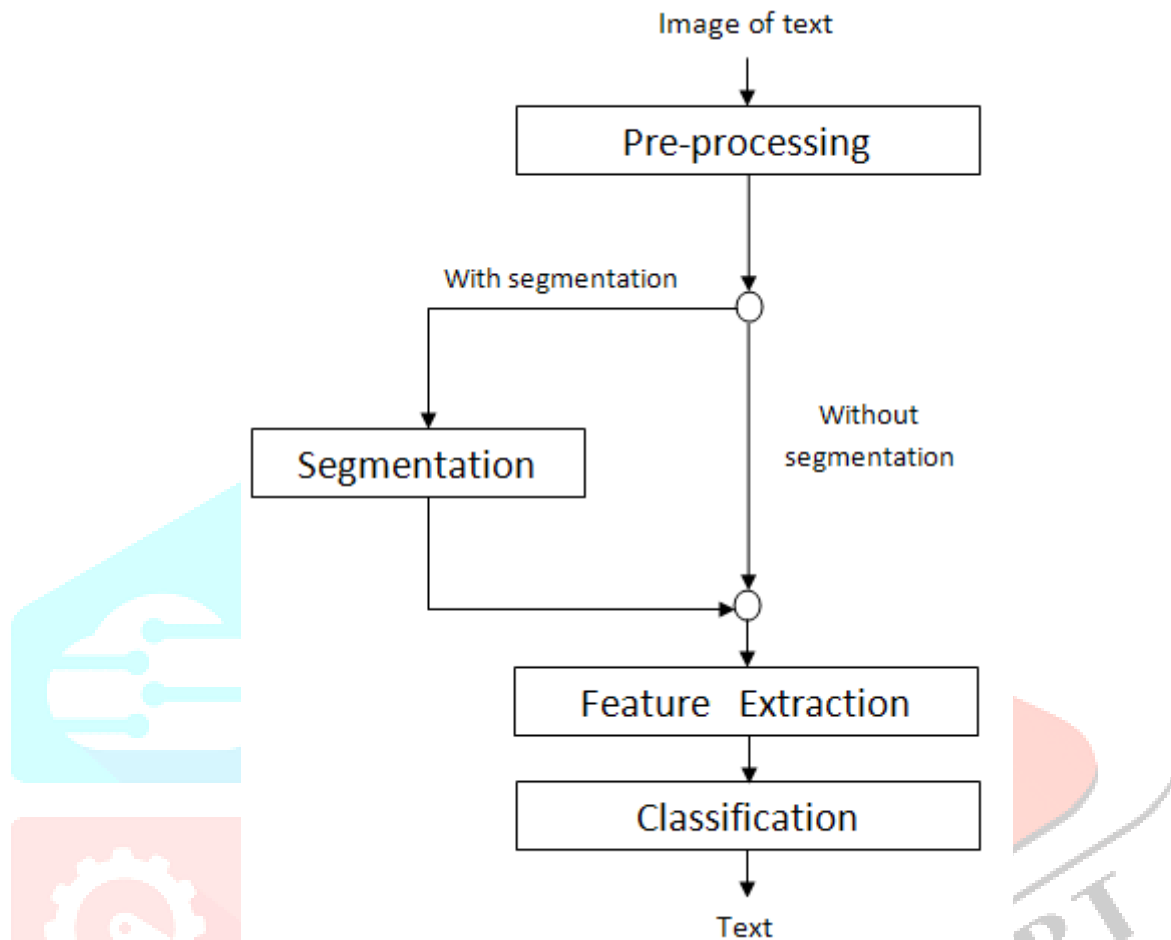 Image of text
Pre-processing
With segmentation
Without
segmentation
Segmentation
Feature Extraction
Classification
Text